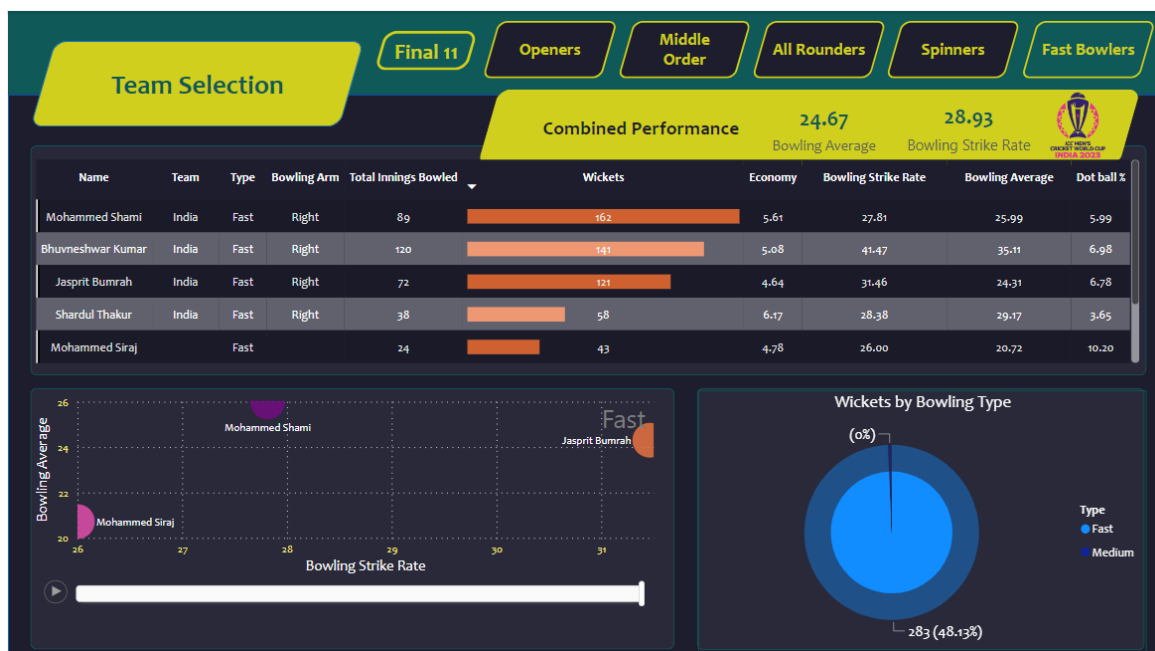 Team Selection
Final 11
Openers
Middle
Order
All Rounders
Spinners
Fast Bowlers
Combined Performance
24.67
Bowling Average
28.93
Bowling Strike Rate
ICC MEN'S
CRICKET WORLD CUP
INDIA 2023
Name Team Type Bowling Arm Total Innings Bowled Wickets Economy Bowling Strike Rate Bowling Average Dot ball %
Mohammed Shami India Fast Right 89 162 5.61 27.81 25.99 5.99
Bhuvneshwar Kumar India Fast Right 120 141 5.08 41.47 35.11 6.98
Jasprit Bumrah India Fast Right 72 121 4.64 31.46 24.31 6.78
Shardul Thakur India Fast Right 38 58 6.17 28.38 29.17 3.65
Mohammed Siraj Fast 24 43 4.78 26.00 20.72 10.20
Bowling Average
26
24
22
20
Fast
Mohammed Shami
Jasprit Bumrah
Mohammed Siraj
26 27 28 29 30 31
Bowling Strike Rate
Wickets by Bowling Type
(0%)
283 (48.13%)
Type
Fast
Medium